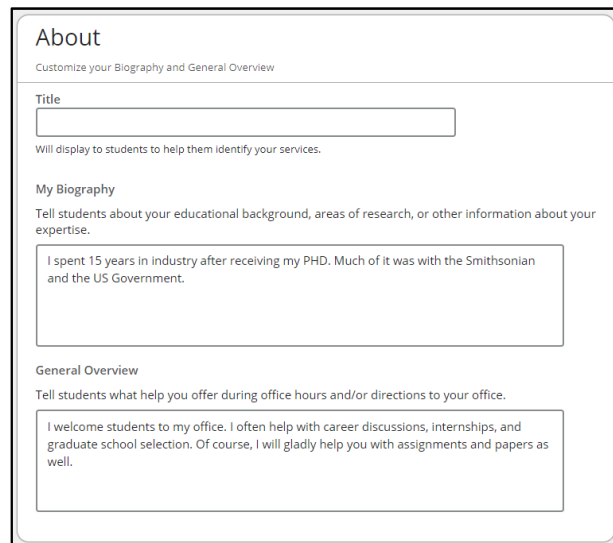 About
Customize your Biography and General Overview
Title
Will display to students to help them identify your services.
My Biography
Tell students about your educational background, areas of research, or other information about your
expertise.
I spent 15 years in industry after receiving my PHD. Much of it was with the Smithsonian
and the US Government.
General Overview
Tell students what help you offer during office hours and/or directions to your office.
I welcome students to my office. I often help with career discussions, internships, and
graduate school selection. Of course, I will gladly help you with assignments and papers as
well.